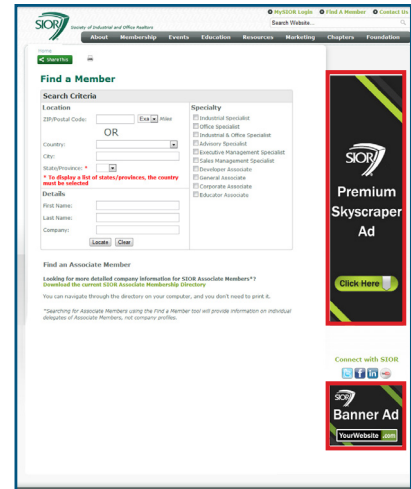 MySIOR Login Find A Member Contact Us
SIOR Society of Industrial and Office Realtors
Search Website...
About Membership Events Education Resources Marketing Chapters Foundation
Home
ShareThis
Find a Member
Search Criteria
Location
ZIP/Postal Code: Exa Miles
OR
Country:
City:
State/Province: *
* To display a list of states/provinces, the country
must be selected
Details
First Name:
Last Name:
Company:
Locate Clear
Specialty
Industrial Specialist
Office Specialist
Industrial & Office Specialist
Advisory Specialist
Executive Management Specialist
Sales Management Specialist
Developer Associate
General Associate
Corporate Associate
Educator Associate
Find an Associate Member
Looking for more detailed company information for SIOR Associate Members*?
Download the current SIOR Associate Membership Directory
You can navigate through the directory on your computer, and you don't need to print it.
*Searching for Associate Members using the Find a Member tool will provide information on individual
delegates of Associate Members, not company profiles.
SIOR
Premium
Skyscraper
Ad
Click Here
Connect with SIOR
f in
SIOR
Banner Ad
YourWebsite .com